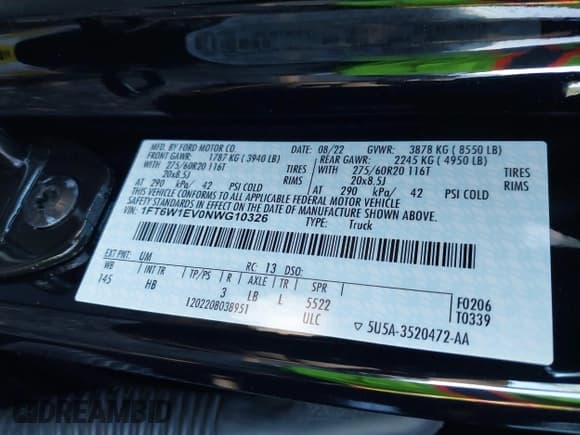 MFD. BY FORD MOTOR CO.
08/22 GVWR: 3878 KG ( 8550 LB)
FRONT GAWR: 1787 KG ( 3940 LB)
REAR GAWR: 2245 KG ( 4950 LB)
WITH 275/60R20 116T TIRES
WITH 275/60R20 116T TIRES
20x8.5J RIMS
20x8.5J RIMS
AT 290 kPa/ 42 PSI COLD
AT 290 kPa/ 42 PSI COLD
THIS VEHICLE CONFORMS TO ALL APPLICABLE FEDERAL MOTOR VEHICLE
SAFETY STANDARDS IN EFFECT ON THE DATE OF MANUFACTURE SHOWN ABOVE
VIN: 1FT6W1EV0NWG10326
TYPE: Truck
EXT PNT: UM RC: 13 DSO:
WB INT TR TP/PS R AXLE TR SPR
145 HB 3 LB L 5522
F0206
T0339
1202208038951 ULC
▽ 5U5A-3520472-AA
DREAMBID